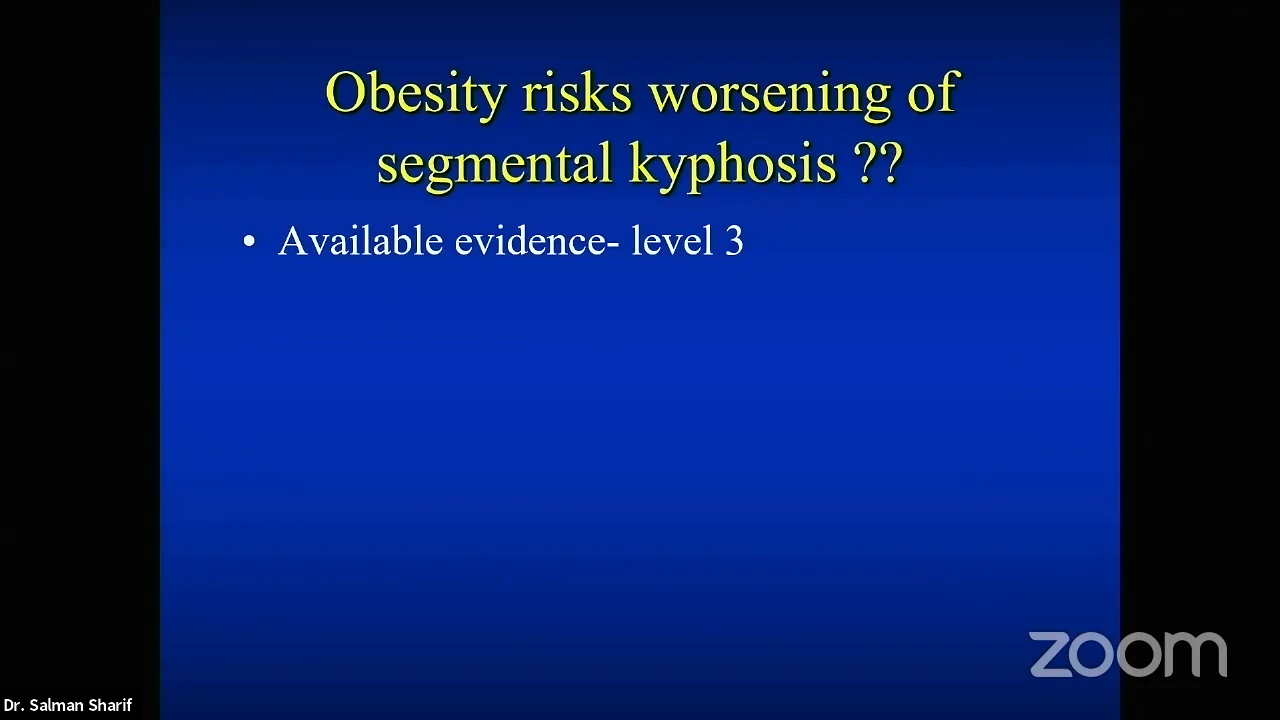 Obesity risks worsening of
segmental kyphosis ??
• Available evidence- level 3
zoom
Dr. Salman Sharif